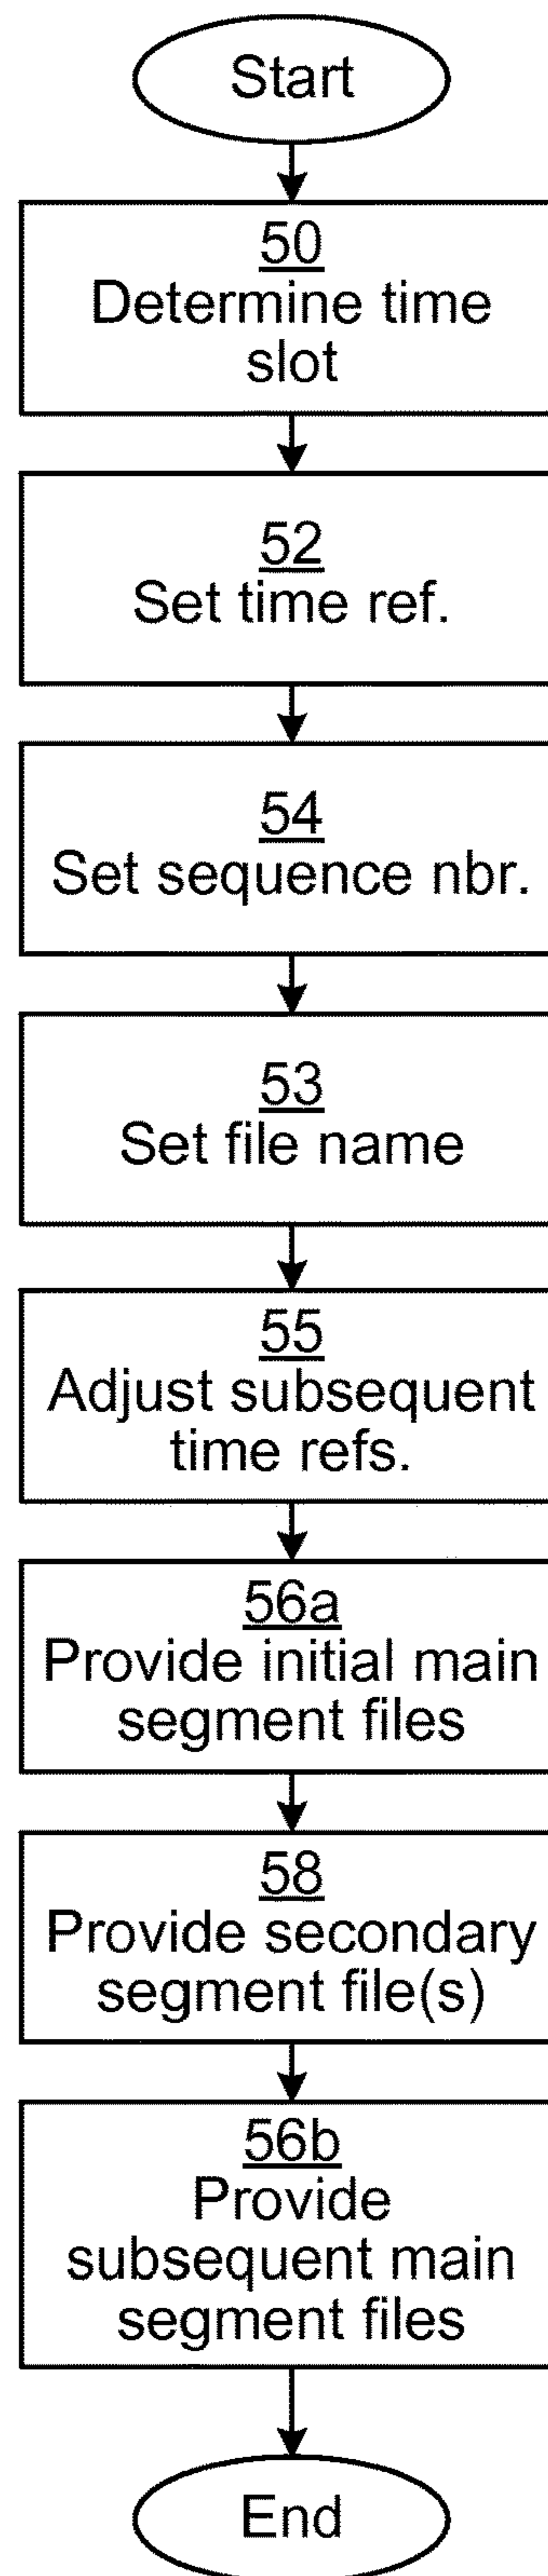 Start
50
Determine time
slot
52
Set time ref.
54
Set sequence nbr.
53
Set file name
55
Adjust subsequent
time refs.
56a
Provide initial main
segment files
58
Provide secondary
segment file(s)
56b
Provide
subsequent main
segment files
End